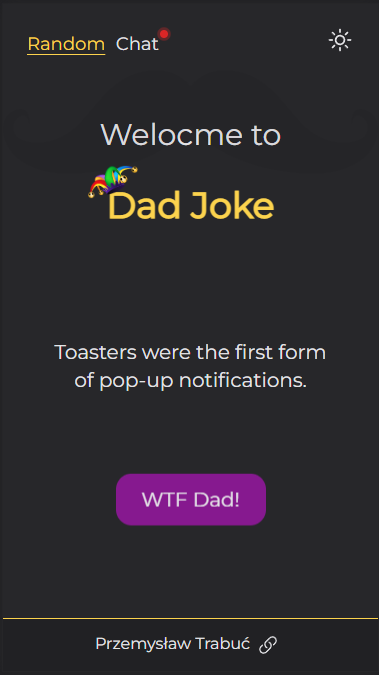 Random Chat
Welocme to
Dad Joke
Toasters were the first form
of pop-up notifications.
WTF Dad!
Przemysław Trabuć